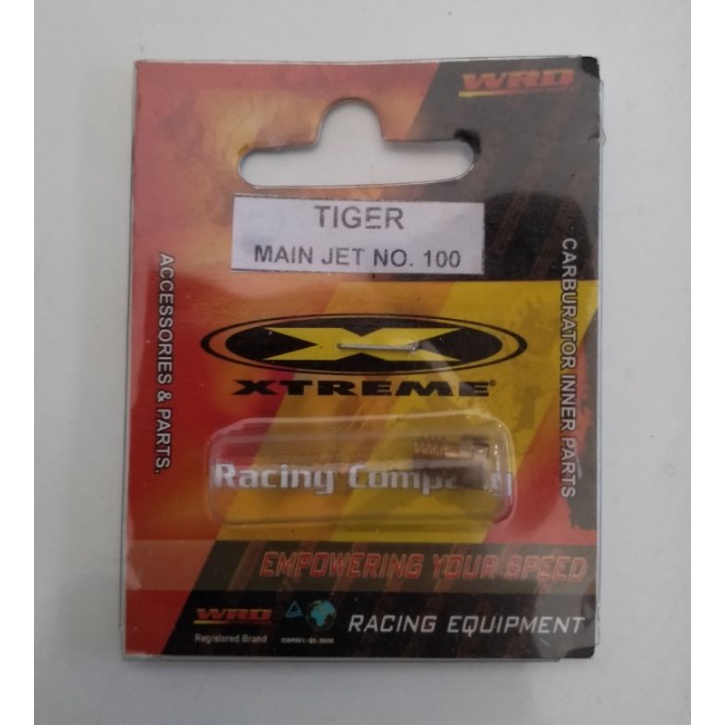 WRD
TIGER
MAIN JET NO. 100
ACCESSORIES & PARTS.
CARBURATOR INNER PARTS
XTREME
Racing Company
EMPOWERING YOUR SPEED
WRD
Registered Brand
RACING EQUIPMENT